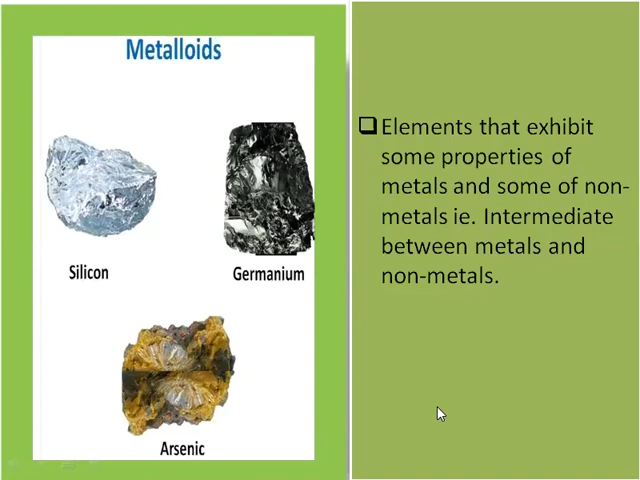 Metalloids
Silicon
Germanium
Arsenic
Elements that exhibit
some properties of
metals and some of non-
metals ie. Intermediate
between metals and
non-metals.